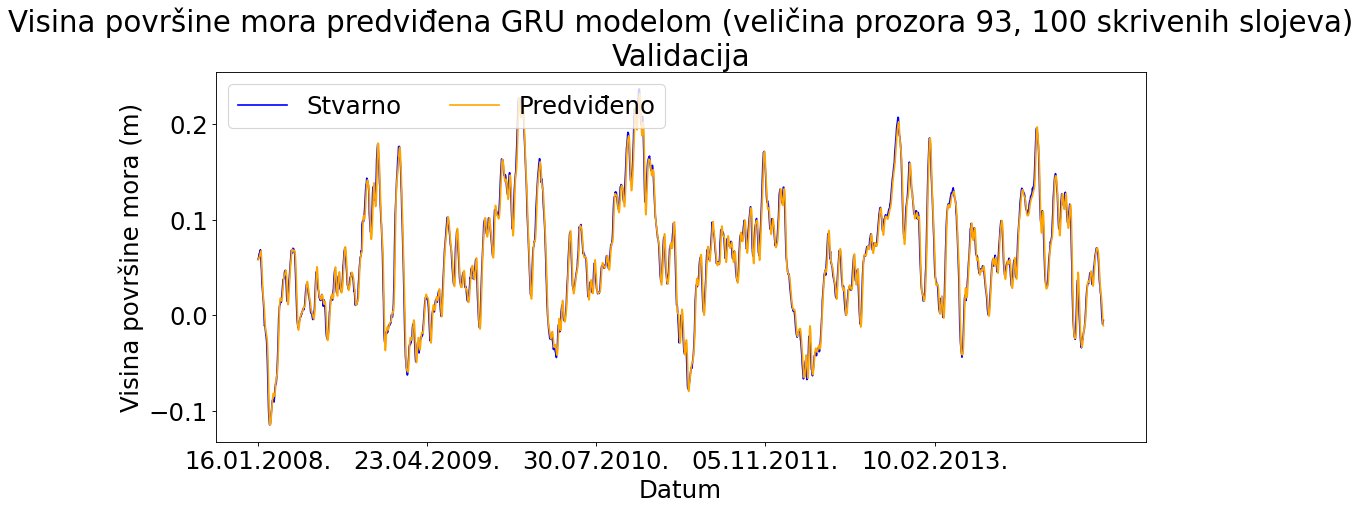 Visina površine mora predviđena GRU modelom (veličina prozora 93, 100 skrivenih slojeva)
Validacija
Stvarno
Predviđeno
Visina površine mora (m)
0.2
0.1
0.0
−0.1
16.01.2008.
23.04.2009.
30.07.2010.
05.11.2011.
10.02.2013.
Datum